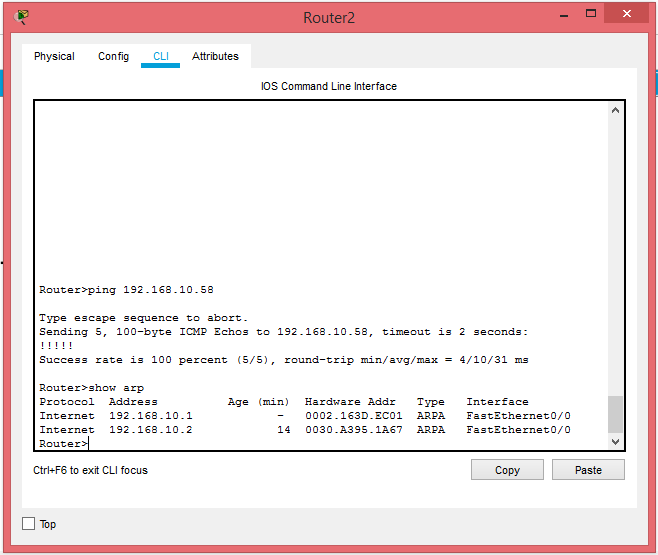 Router2
Physical Config CLI Attributes
IOS Command Line Interface
Router>ping 192.168.10.58
Type escape sequence to abort.
Sending 5, 100-byte ICMP Echos to 192.168.10.58, timeout is 2 seconds:
!!!!!
Success rate is 100 percent (5/5), round-trip min/avg/max = 4/10/31 ms
Router>show arp
Protocol  Address          Age (min)  Hardware Addr   Type   Interface
Internet  192.168.10.1            -   0002.163D.EC01  ARPA   FastEthernet0/0
Internet  192.168.10.2            14  0030.A395.1A67  ARPA   FastEthernet0/0
Router>
Ctrl+F6 to exit CLI focus Copy Paste
Top